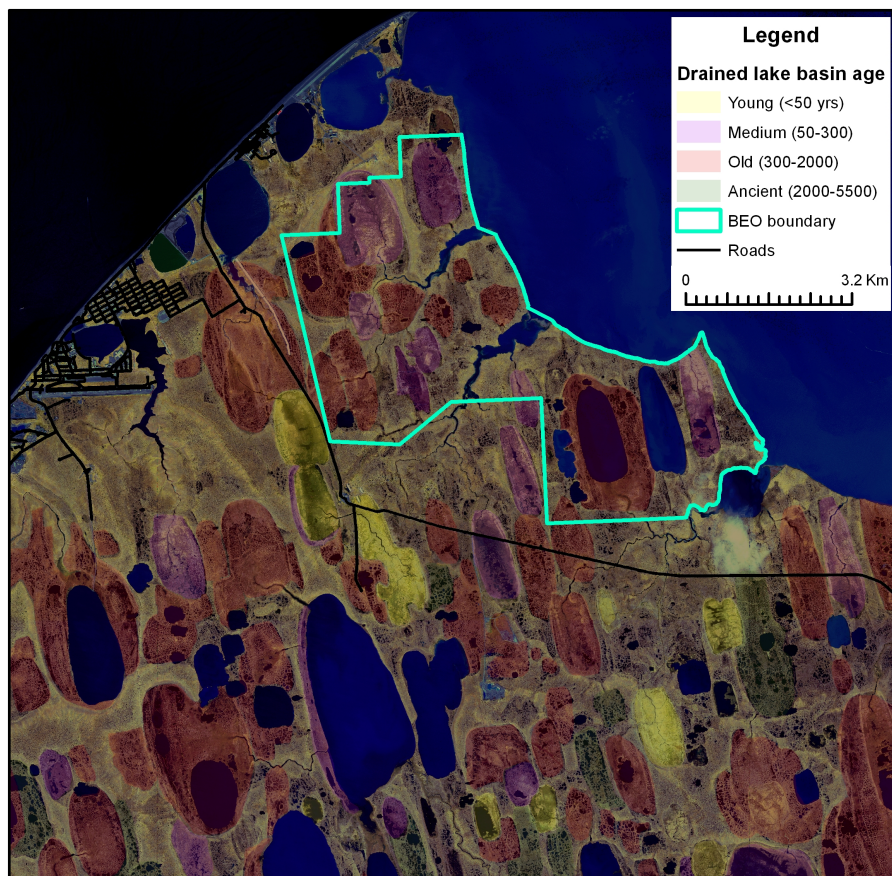 Legend
Drained lake basin age
Young (<50 yrs)
Medium (50-300)
Old (300-2000)
Ancient (2000-5500)
BEO boundary
Roads
0 3.2 Km